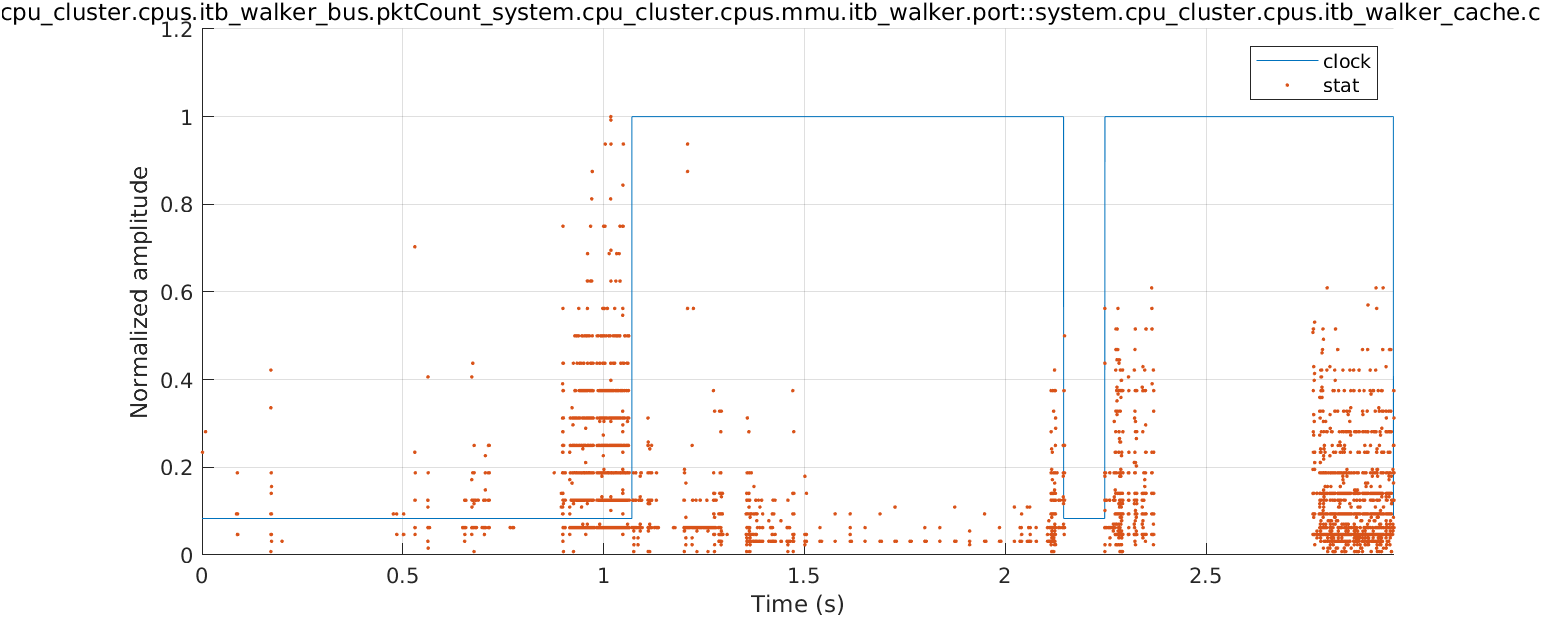 cpu_cluster.cpus.itb_walker_bus.pktCount_system.cpu_cluster.cpus.mmu.itb_walker.port::system.cpu_cluster.cpus.itb_walker_cache.c
1.2
1
0.8
0.6
0.4
0.2
0
Normalized amplitude
clock
stat
0 0.5 1 1.5 2 2.5
Time (s)